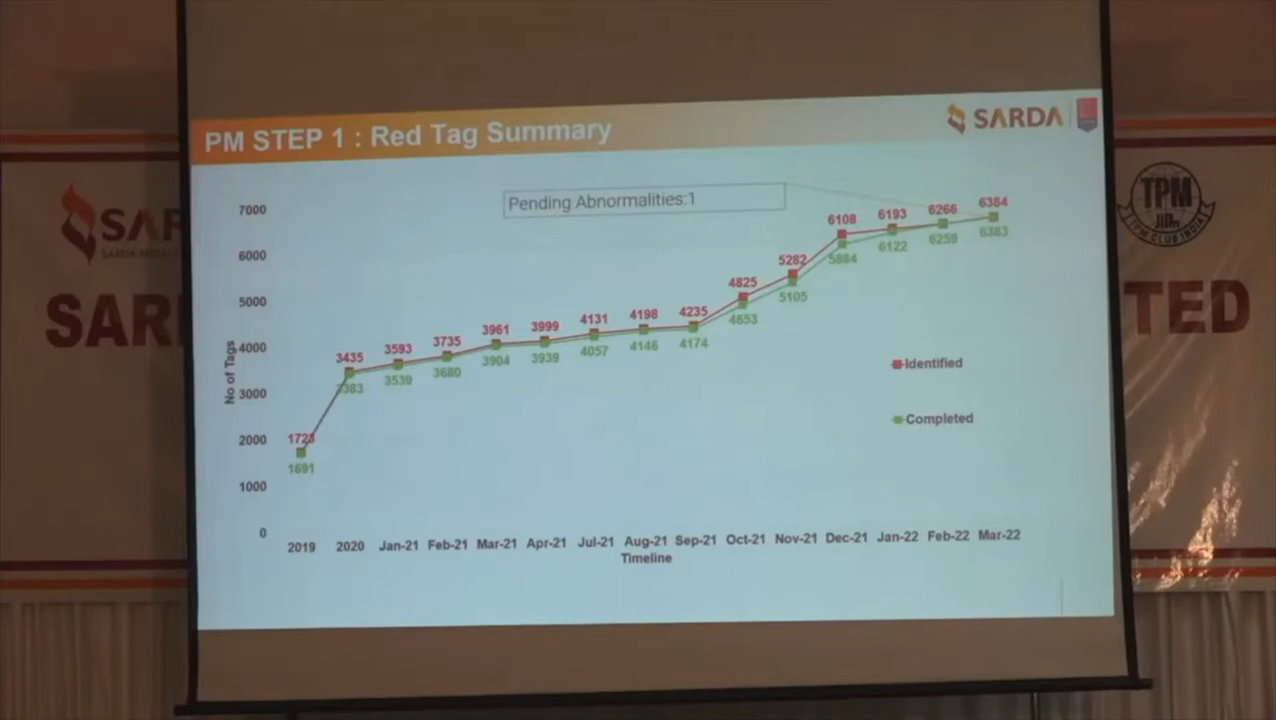 PM STEP 1 : Red Tag Summary
SARDA
Pending Abnormalities:1
7000
6000
5000
4000
3000
2000
1000
0
No of Tags
1723
3435
3593
3735
3961
3999
4131
4198
4235
4825
5282
6108
6193
6266
6384
1691
3383
3539
3680
3904
3939
4057
4146
4174
4653
5105
5884
6122
6259
6383
Identified
Completed
2019 2020 Jan-21 Feb-21 Mar-21 Apr-21 Jul-21 Aug-21 Sep-21 Oct-21 Nov-21 Dec-21 Jan-22 Feb-22 Mar-22
Timeline
SAR
SAR
TPM
TPM CLUB INDIA
TED